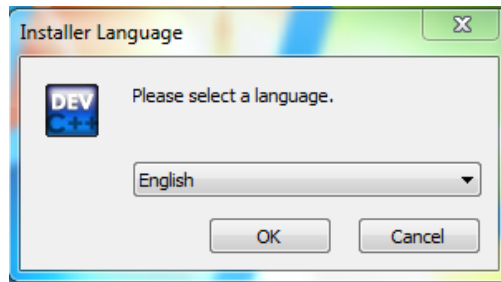 Installer Language
DEV
C++
Please select a language.
English
OK
Cancel